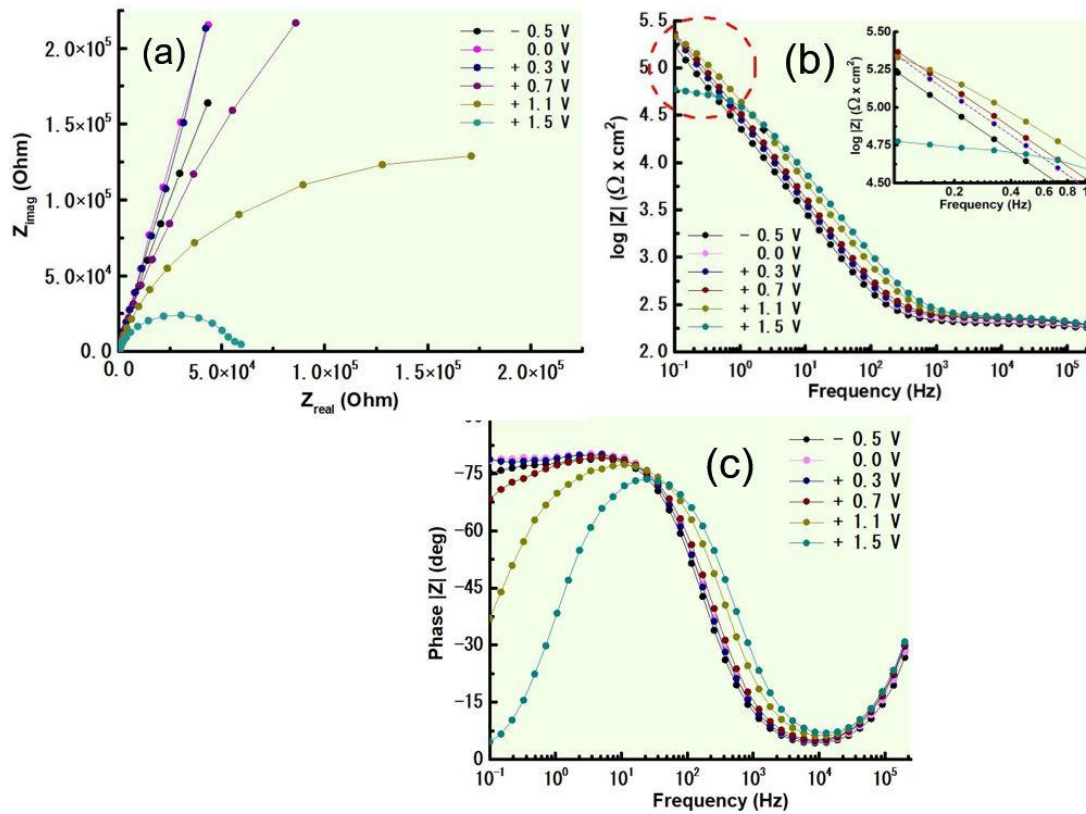 (a)
2.0×10⁵
1.5×10⁵
1.0×10⁵
5.0×10⁴
0.0
Z_imag (Ohm)
− 0.5 V
0.0 V
+ 0.3 V
+ 0.7 V
+ 1.1 V
+ 1.5 V
0.0 5.0×10⁴ 1.0×10⁵ 1.5×10⁵ 2.0×10⁵
Z_real (Ohm)
(b)
5.5
5.0
4.5
4.0
3.5
3.0
2.5
2.0
log |Z| (Ω x cm²)
− 0.5 V
0.0 V
+ 0.3 V
+ 0.7 V
+ 1.1 V
+ 1.5 V
10⁻¹ 10⁰ 10¹ 10² 10³ 10⁴ 10⁵
Frequency (Hz)
5.50
5.25
5.00
4.75
4.50
log |Z| (Ω x cm²)
0.2 0.4 0.6 0.8 1
Frequency (Hz)
(c)
−75
−60
−45
−30
−15
0
Phase |Z| (deg)
− 0.5 V
0.0 V
+ 0.3 V
+ 0.7 V
+ 1.1 V
+ 1.5 V
10⁻¹ 10⁰ 10¹ 10² 10³ 10⁴ 10⁵
Frequency (Hz)